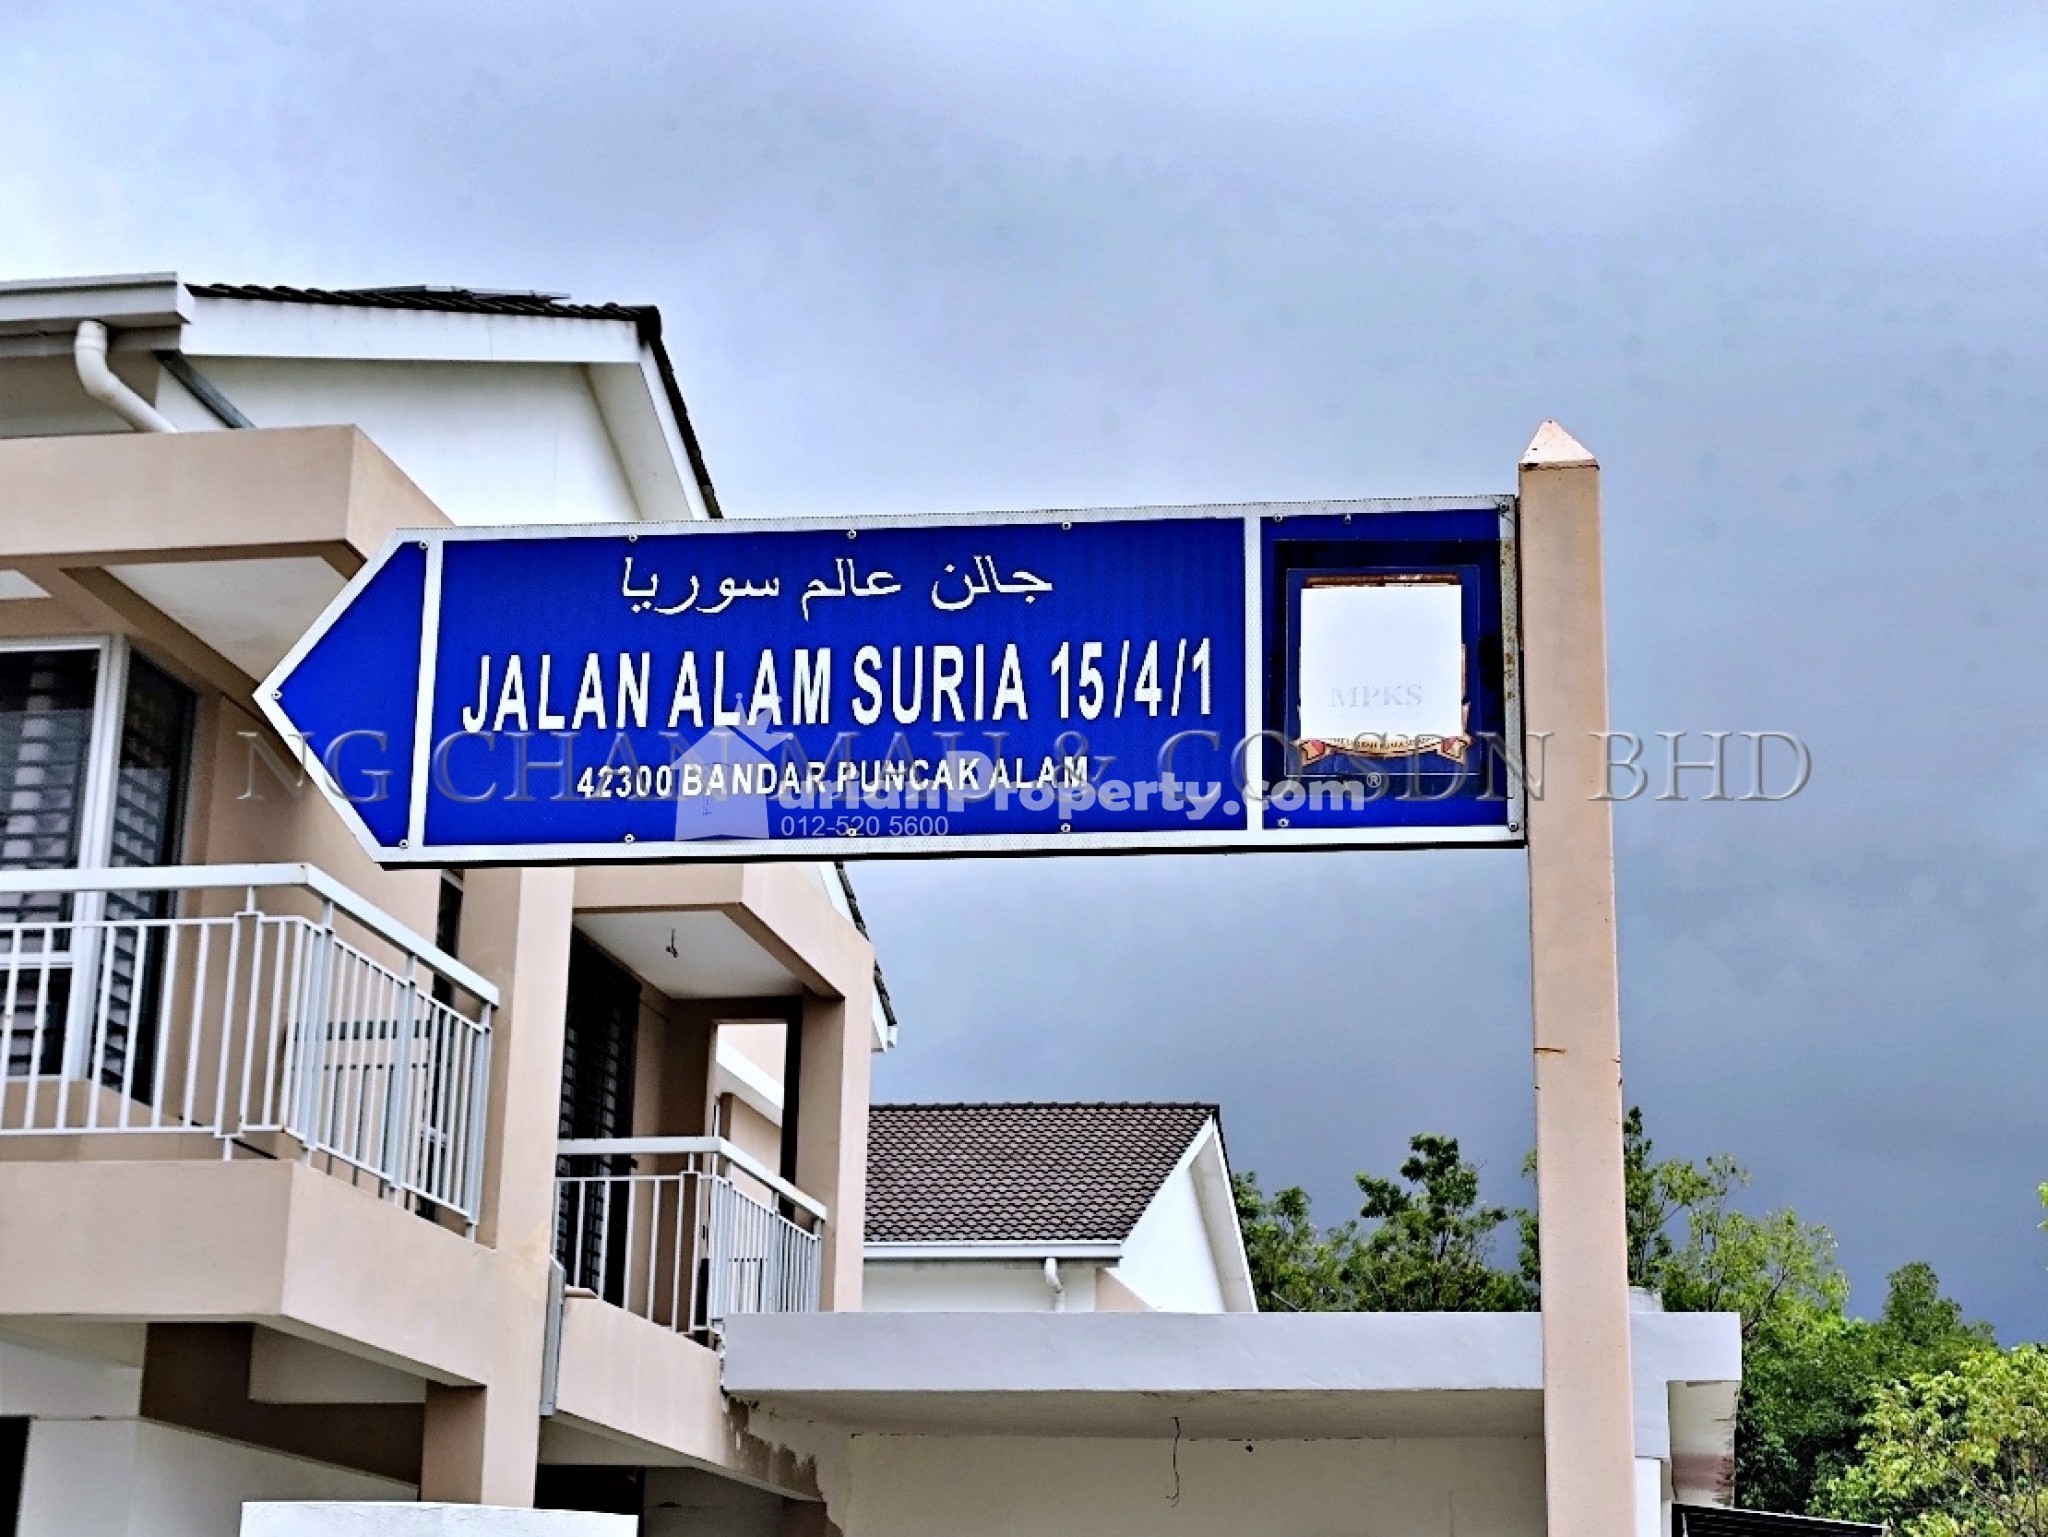 جالن عالم سوريا
JALAN ALAM SURIA 15/4/1
42300 BANDAR PUNCAK ALAM
MPKS
NG CHAN MAU & CO SDN BHD
arianProperty.com®
012-520 5600